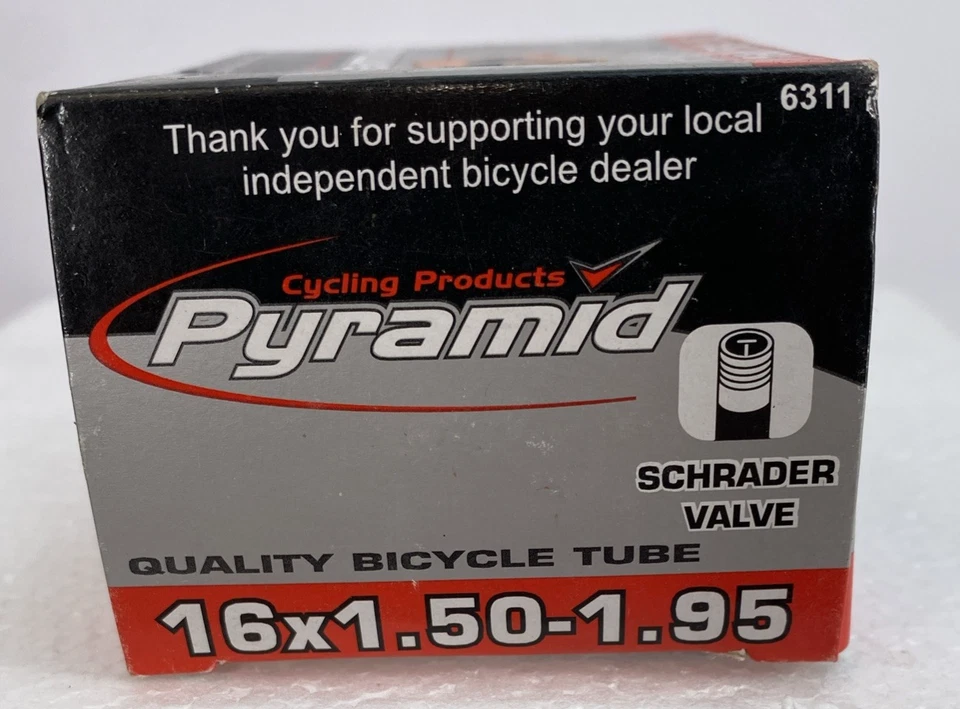 6311
Thank you for supporting your local
independent bicycle dealer
Cycling Products
Pyramid
SCHRADER
VALVE
QUALITY BICYCLE TUBE
16x1.50-1.95